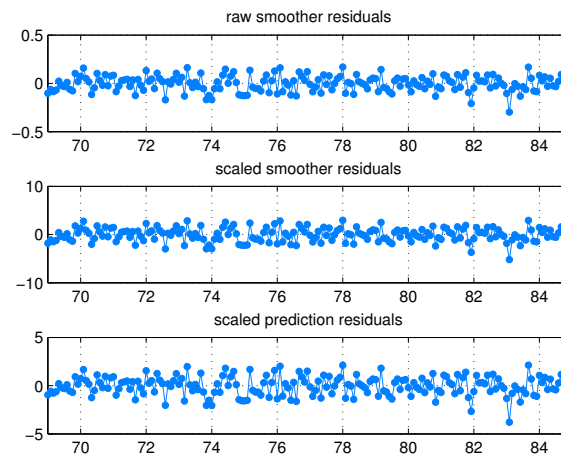 raw smoother residuals
0.5
0
−0.5
70 72 74 76 78 80 82 84
scaled smoother residuals
10
0
−10
70 72 74 76 78 80 82 84
scaled prediction residuals
5
0
−5
70 72 74 76 78 80 82 84